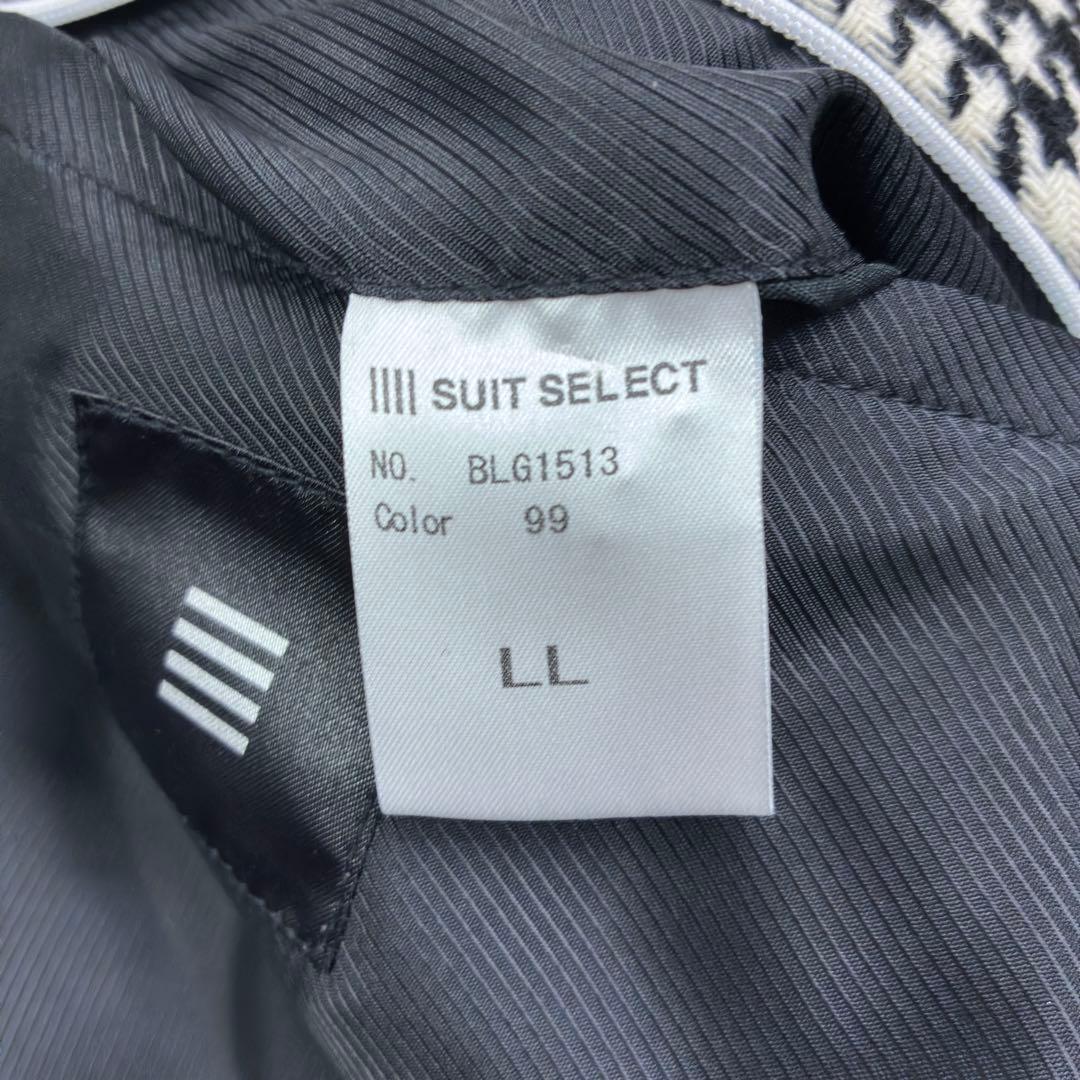 SUIT SELECT
NO. BLG1513
Color 99
LL